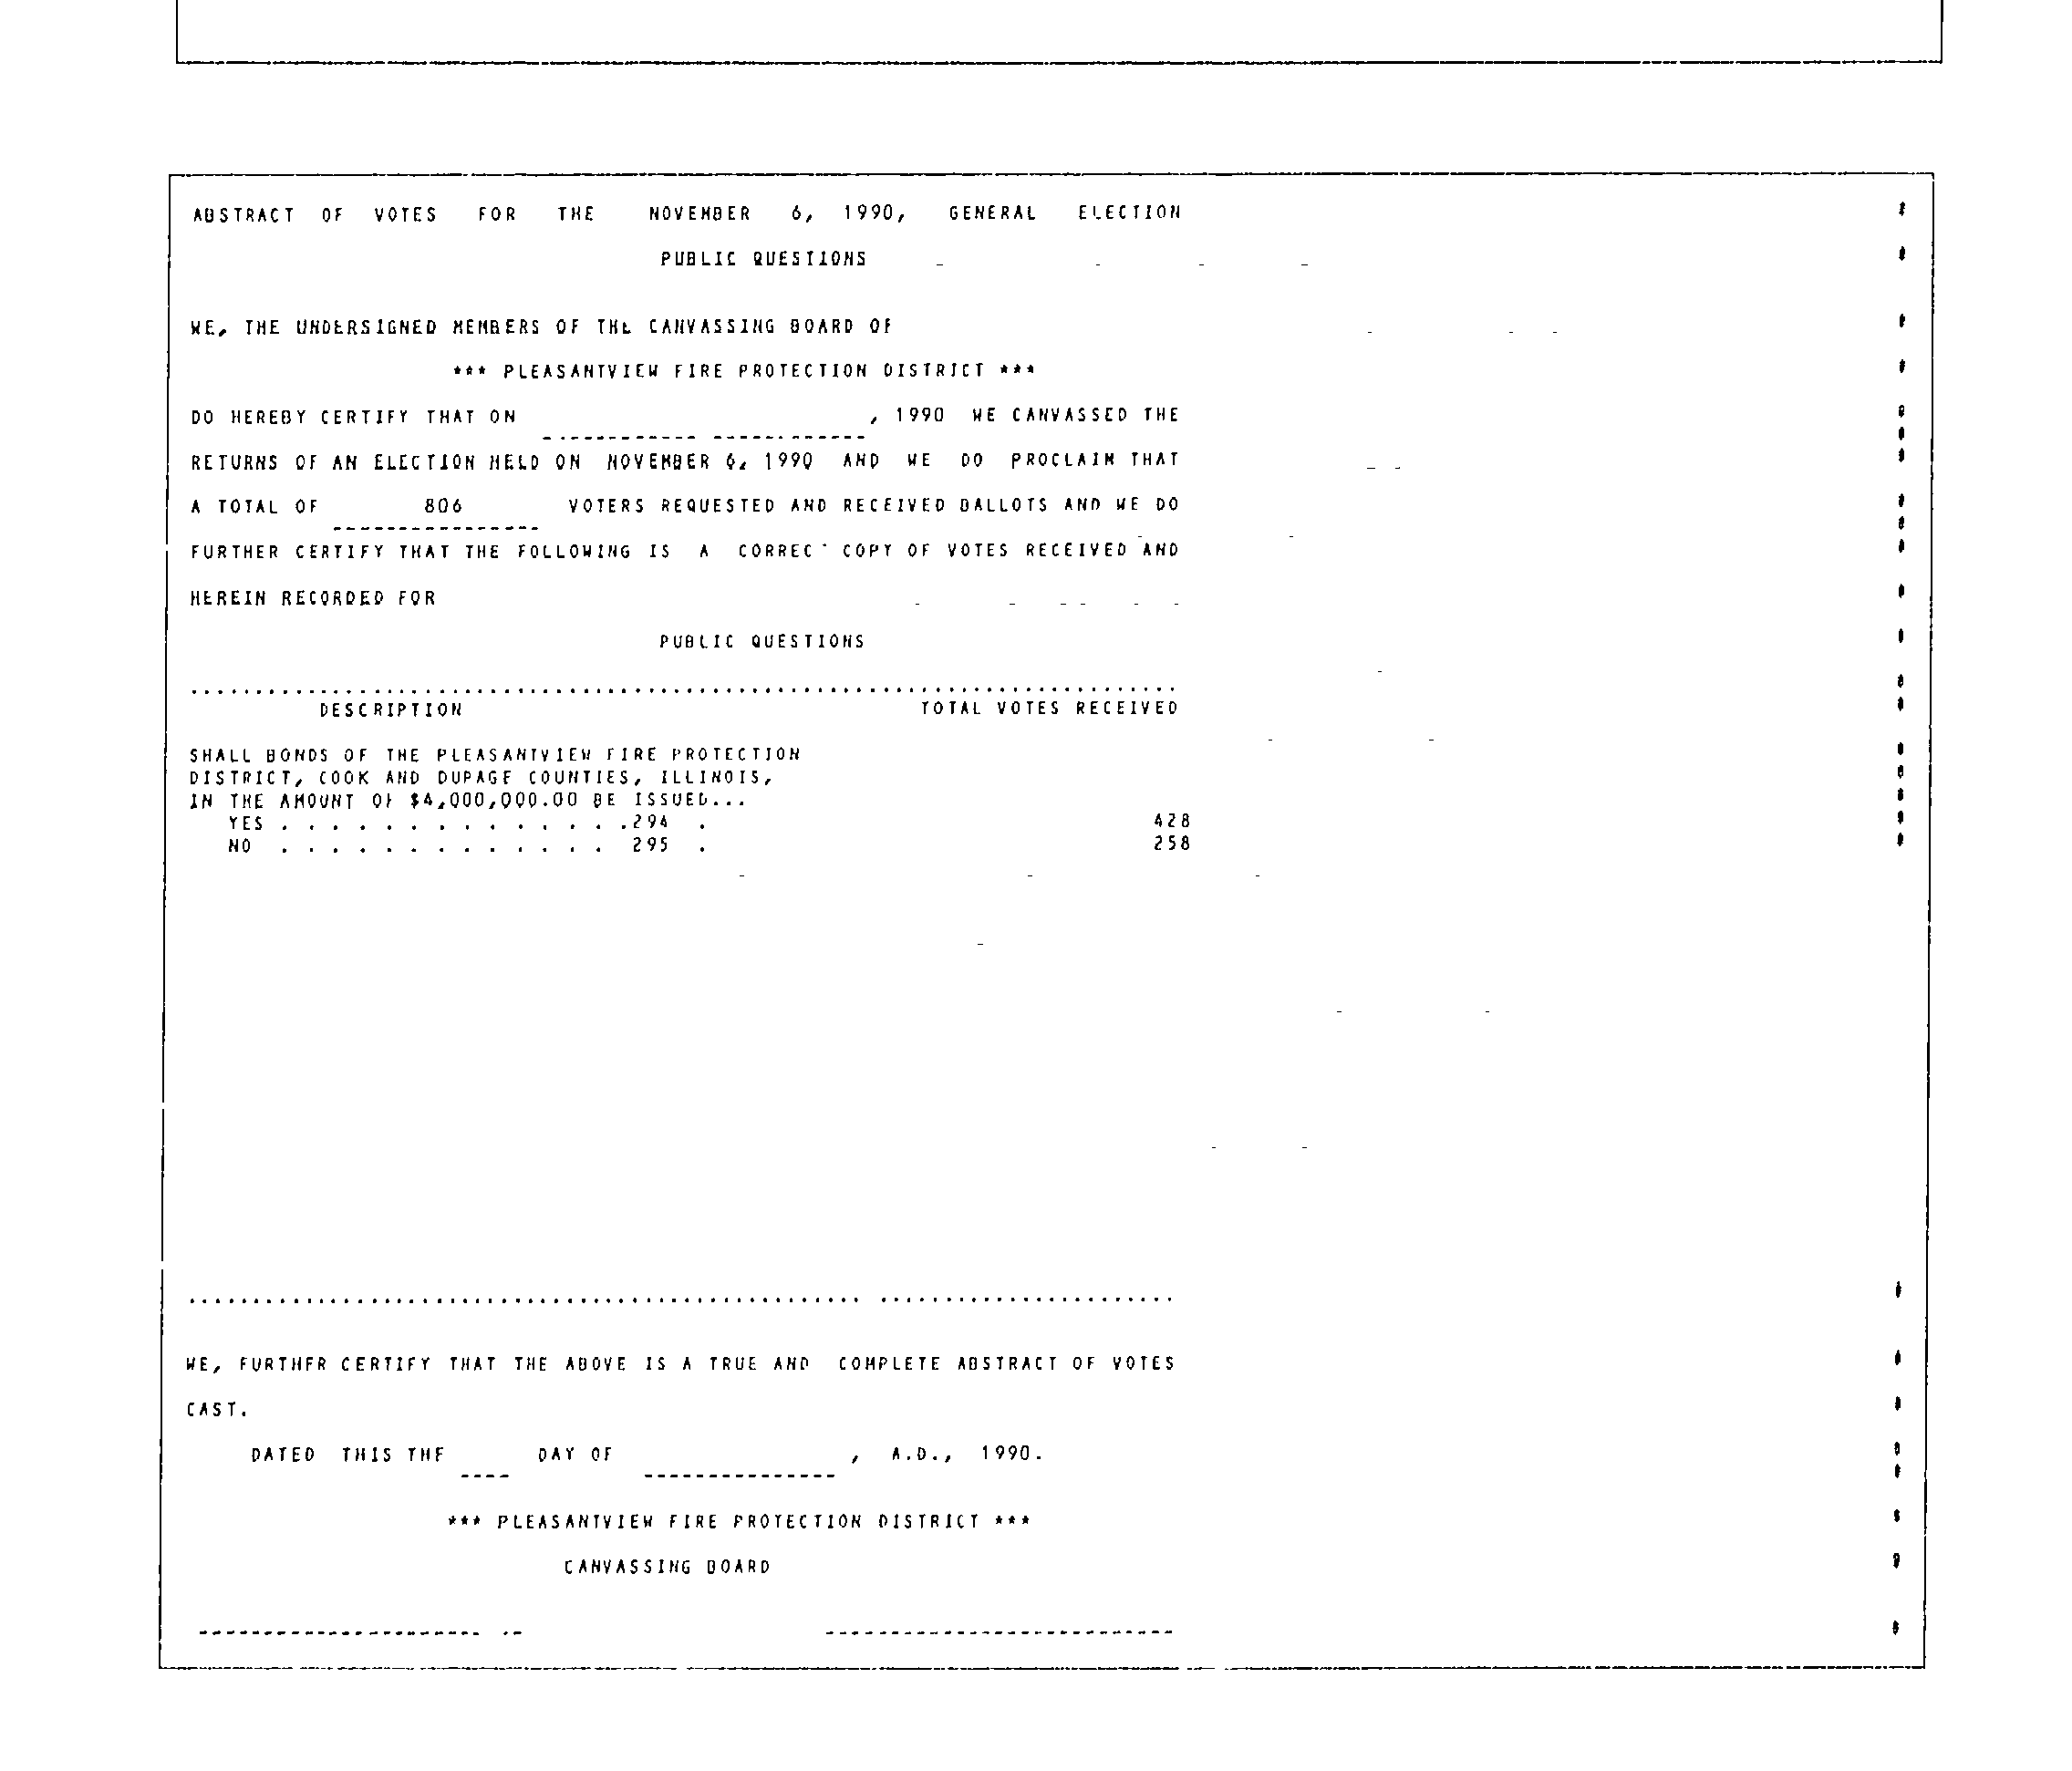 ABSTRACT OF VOTES FOR THE NOVEMBER 6, 1990, GENERAL ELECTION
PUBLIC QUESTIONS
WE, THE UNDERSIGNED MEMBERS OF THE CANVASSING BOARD OF
*** PLEASANTVIEW FIRE PROTECTION DISTRICT ***
DO HEREBY CERTIFY THAT ON , 1990 WE CANVASSED THE
RETURNS OF AN ELECTION HELD ON NOVEMBER 6, 1990 AND WE DO PROCLAIM THAT
A TOTAL OF 806 VOTERS REQUESTED AND RECEIVED BALLOTS AND WE DO
FURTHER CERTIFY THAT THE FOLLOWING IS A CORREC COPY OF VOTES RECEIVED AND
HEREIN RECORDED FOR
PUBLIC QUESTIONS
DESCRIPTION TOTAL VOTES RECEIVED
SHALL BONDS OF THE PLEASANTVIEW FIRE PROTECTION
DISTRICT, COOK AND DUPAGE COUNTIES, ILLINOIS,
IN THE AMOUNT OF $4,000,000.00 BE ISSUED...
YES . . . . . . . . . . . . . .294 . 428
NO . . . . . . . . . . . . . 295 . 258
WE, FURTHER CERTIFY THAT THE ABOVE IS A TRUE AND COMPLETE ABSTRACT OF VOTES
CAST.
DATED THIS THE ---- DAY OF --------------- , A.D., 1990.
*** PLEASANTVIEW FIRE PROTECTION DISTRICT ***
CANVASSING BOARD